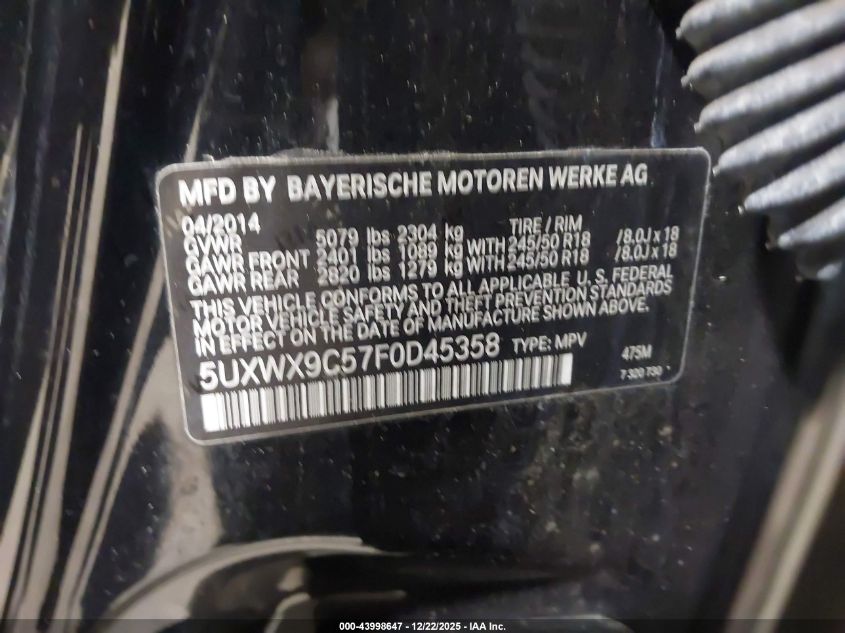 MFD BY BAYERISCHE MOTOREN WERKE AG
04/2014 TIRE / RIM
GVWR 5079 lbs 2304 kg
GAWR FRONT 2401 lbs 1089 kg WITH 245/50 R18 /8.0J x 18
GAWR REAR 2820 lbs 1279 kg WITH 245/50 R18 /8.0J x 18
THIS VEHICLE CONFORMS TO ALL APPLICABLE U.S. FEDERAL
MOTOR VEHICLE SAFETY AND THEFT PREVENTION STANDARDS
IN EFFECT ON THE DATE OF MANUFACTURE SHOWN ABOVE.
5UXWX9C57F0D45358 TYPE: MPV 475M
7 320 730
000-43998647 - 12/22/2025 - IAA Inc.